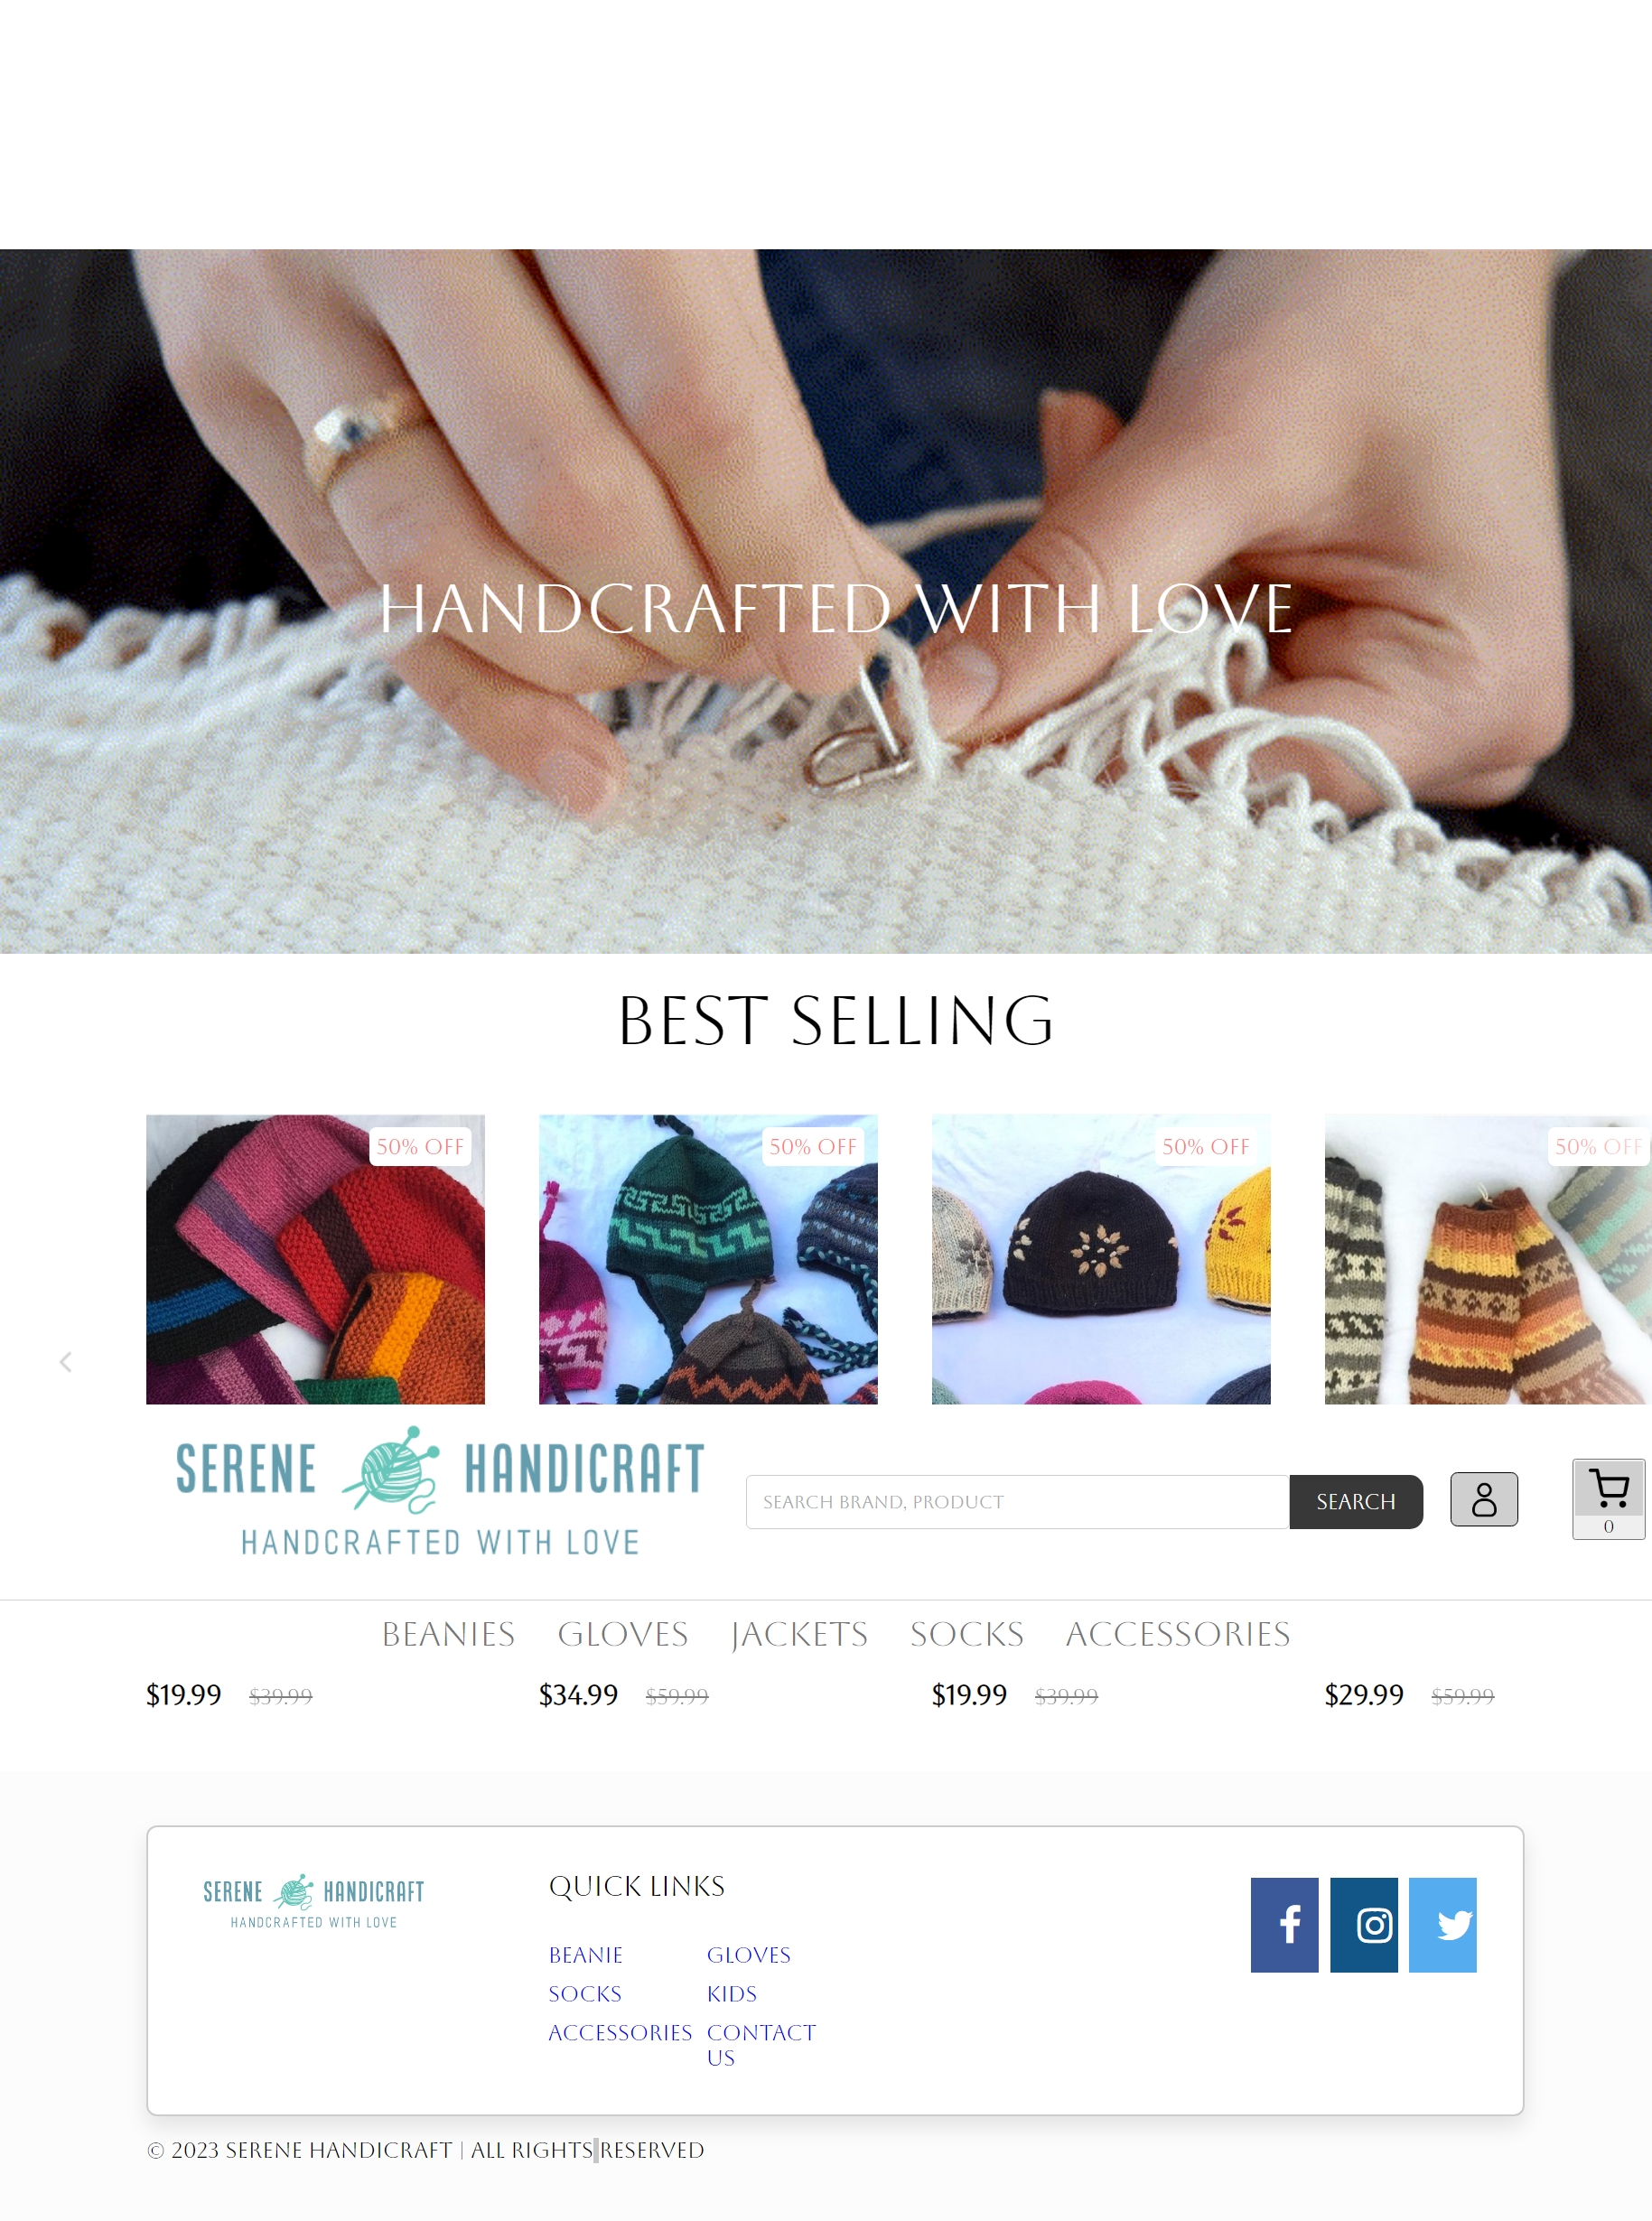 HANDCRAFTED WITH LOVE
BEST SELLING
50% OFF
50% OFF
50% OFF
50% OFF
SERENE HANDICRAFT
HANDCRAFTED WITH LOVE
SEARCH BRAND, PRODUCT
SEARCH
0
BEANIES GLOVES JACKETS SOCKS ACCESSORIES
$19.99 $39.99
$34.99 $59.99
$19.99 $39.99
$29.99 $59.99
SERENE HANDICRAFT
HANDCRAFTED WITH LOVE
QUICK LINKS
BEANIE GLOVES
SOCKS KIDS
ACCESSORIES CONTACT
US
© 2023 SERENE HANDICRAFT | ALL RIGHTS RESERVED